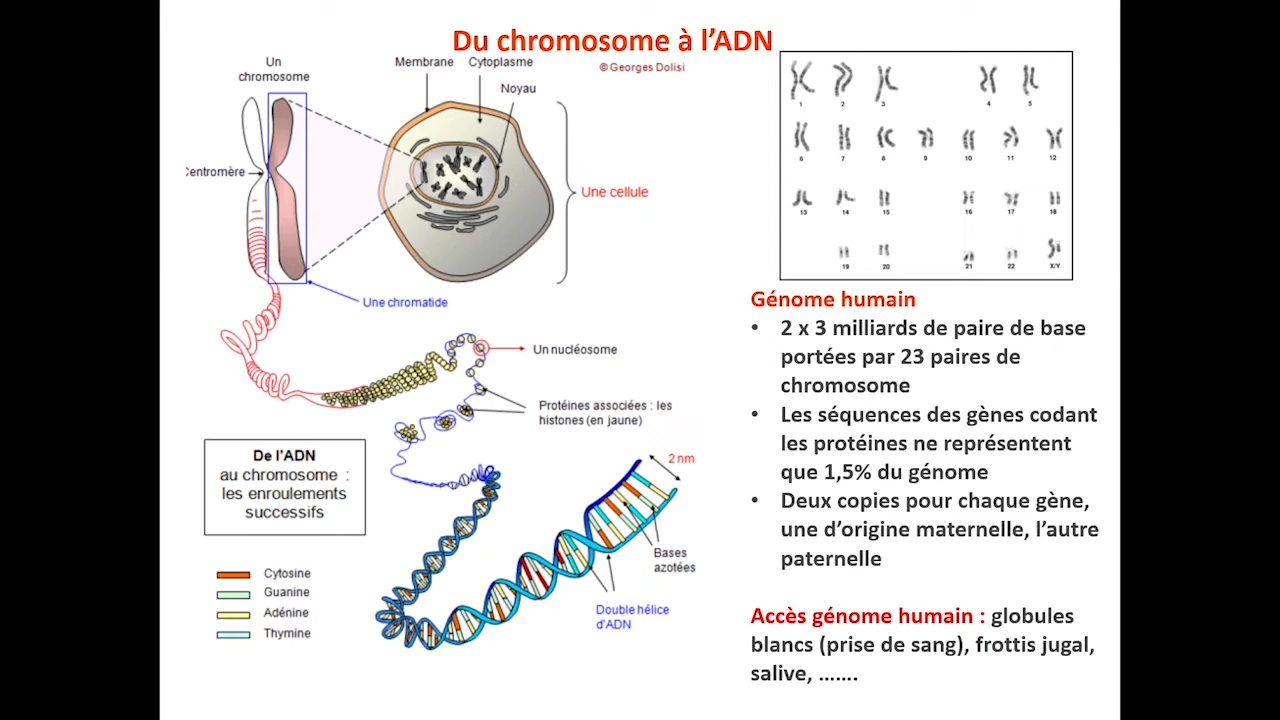 Du chromosome à l'ADN
© Georges Dolisi
Un
chromosome
Membrane
Cytoplasme
Noyau
Centromère
Une cellule
Une chromatide
Un nucléosome
Protéines associées : les
histones (en jaune)
De l'ADN
au chromosome :
les enroulements
successifs
2 nm
Bases
azotées
Double hélice
d'ADN
Cytosine
Guanine
Adénine
Thymine
1 2 3 4 5
6 7 8 9 10 11 12
13 14 15 16 17 18
19 20 21 22 X/Y
Génome humain
• 2 x 3 milliards de paire de base
portées par 23 paires de
chromosome
• Les séquences des gènes codant
les protéines ne représentent
que 1,5% du génome
• Deux copies pour chaque gène,
une d'origine maternelle, l'autre
paternelle
Accès génome humain : globules
blancs (prise de sang), frottis jugal,
salive, …….